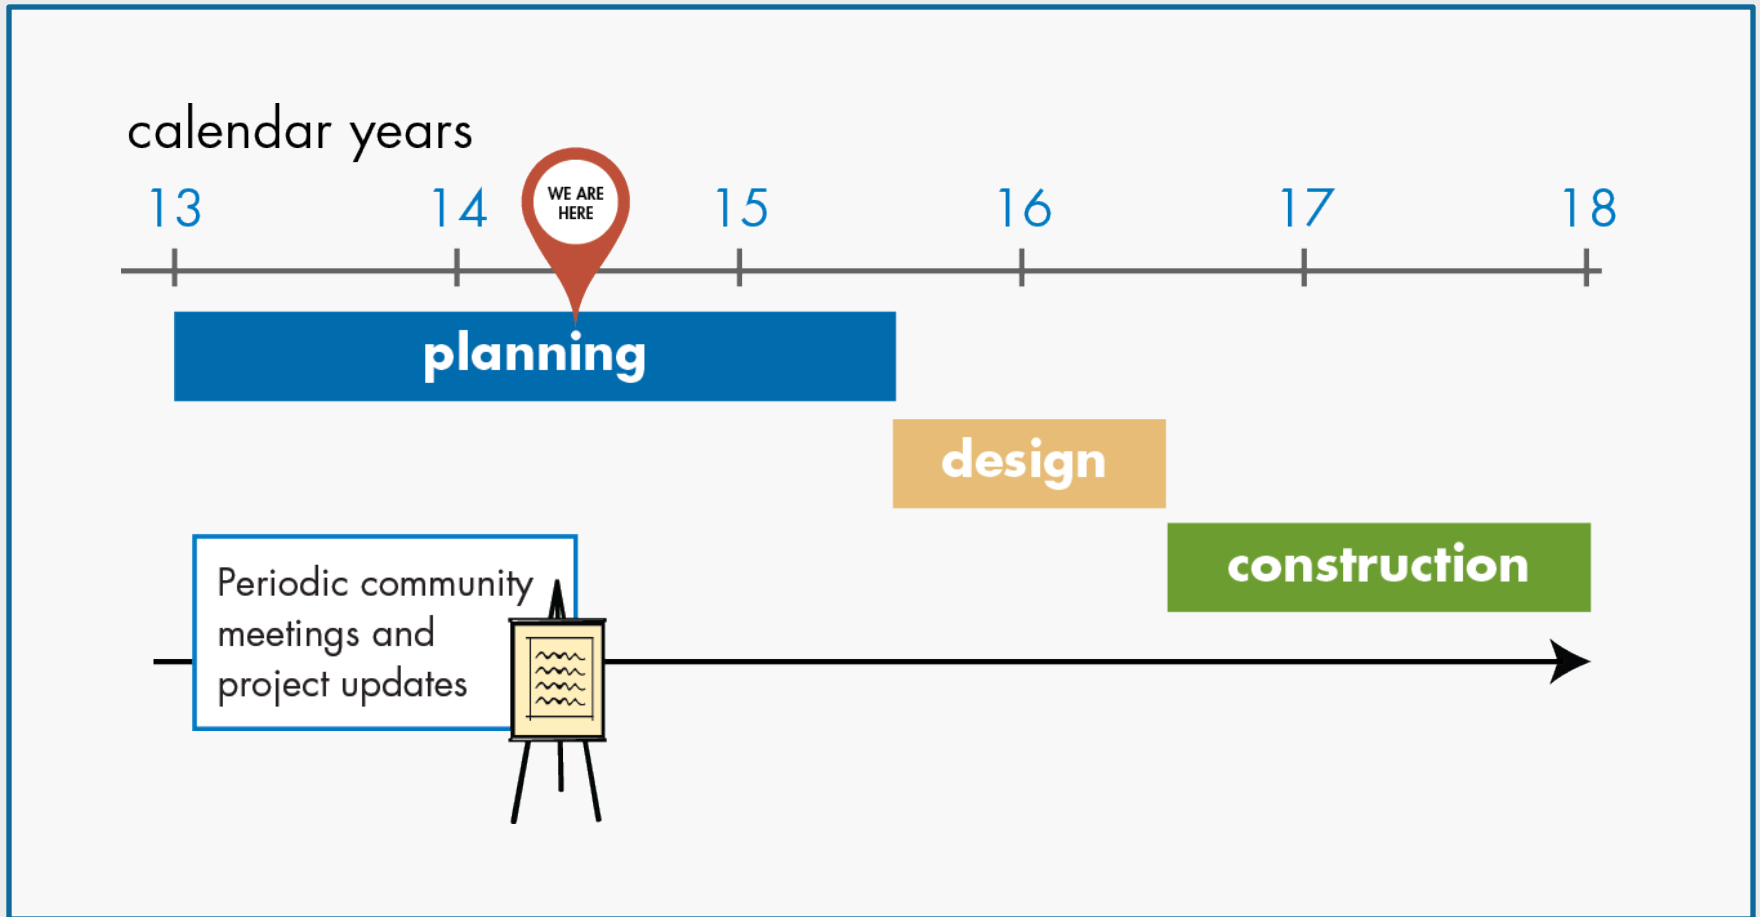 calendar years
13 14 15 16 17 18
WE ARE
HERE
planning
design
construction
Periodic community
meetings and
project updates